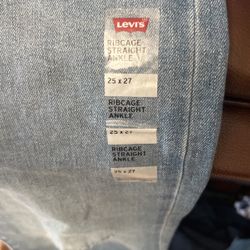 Levi's
RIBCAGE
STRAIGHT
ANKLE
25 x 27
RIBCAGE
STRAIGHT
ANKLE
25 x 27
RIBCAGE
STRAIGHT
ANKLE
25 x 27